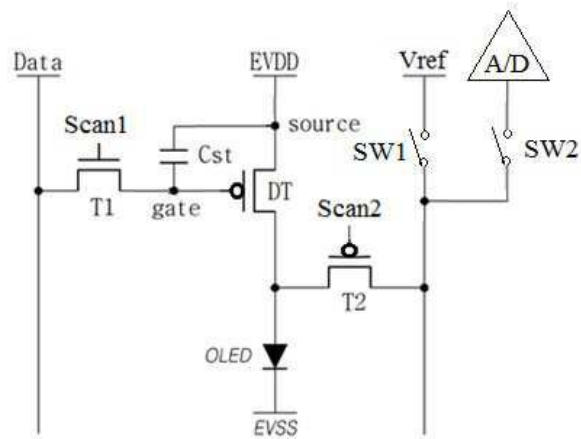 Data
EVDD
Vref
A/D
Scan1
source
SW1
SW2
Cst
T1
gate
DT
Scan2
T2
OLED
EVSS